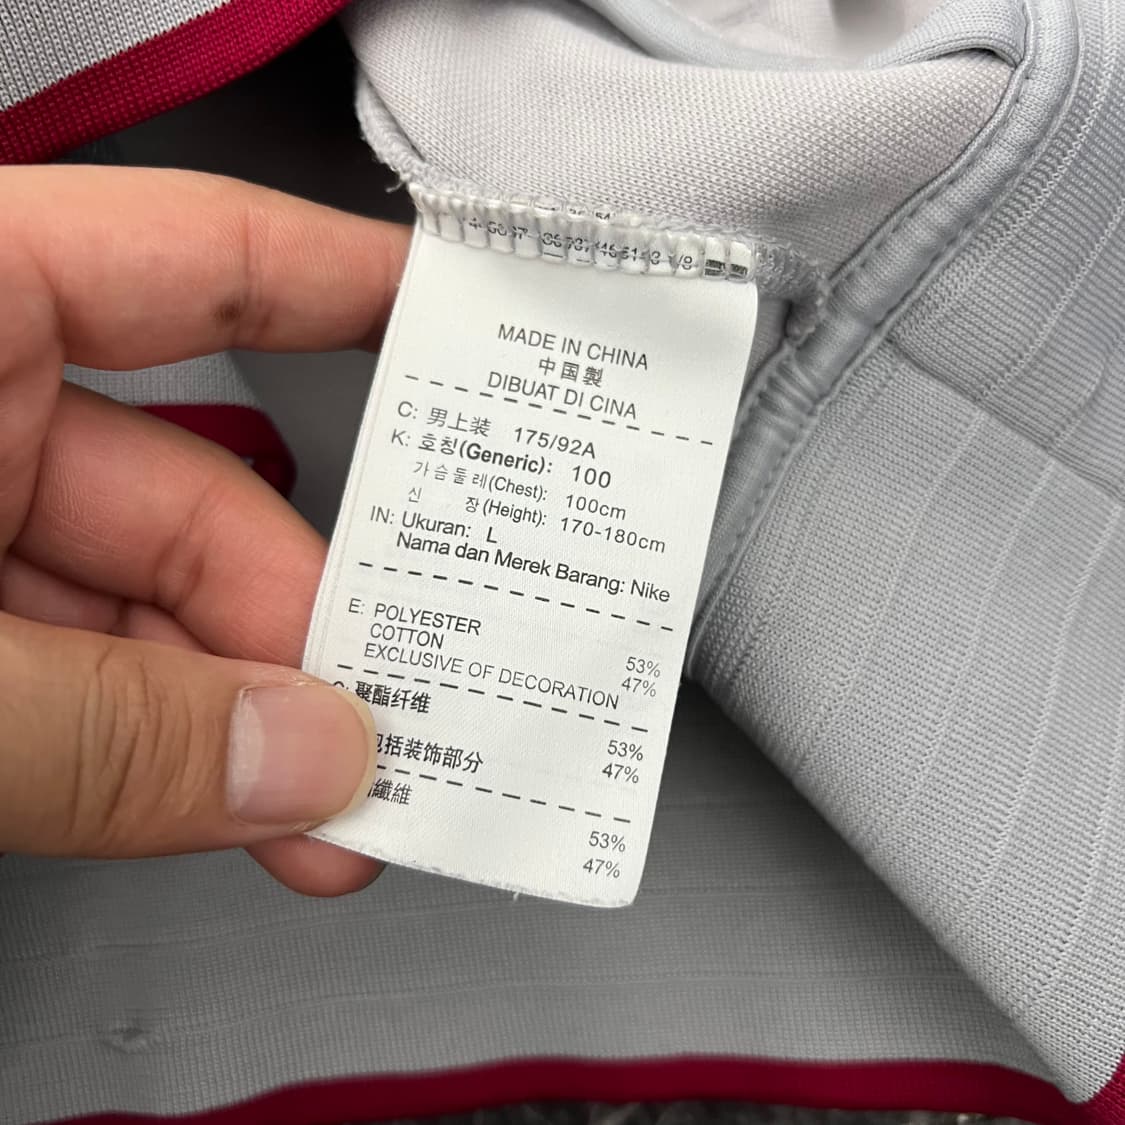 MADE IN CHINA
中国製
DIBUAT DI CINA
C: 男上装 175/92A
K: 호칭(Generic): 100
가슴둘레(Chest): 100cm
신 장(Height): 170-180cm
IN: Ukuran: L
Nama dan Merek Barang: Nike
E: POLYESTER 53%
COTTON 47%
EXCLUSIVE OF DECORATION
聚酯纤维 53%
47%
括装饰部分
纖維 53%
47%